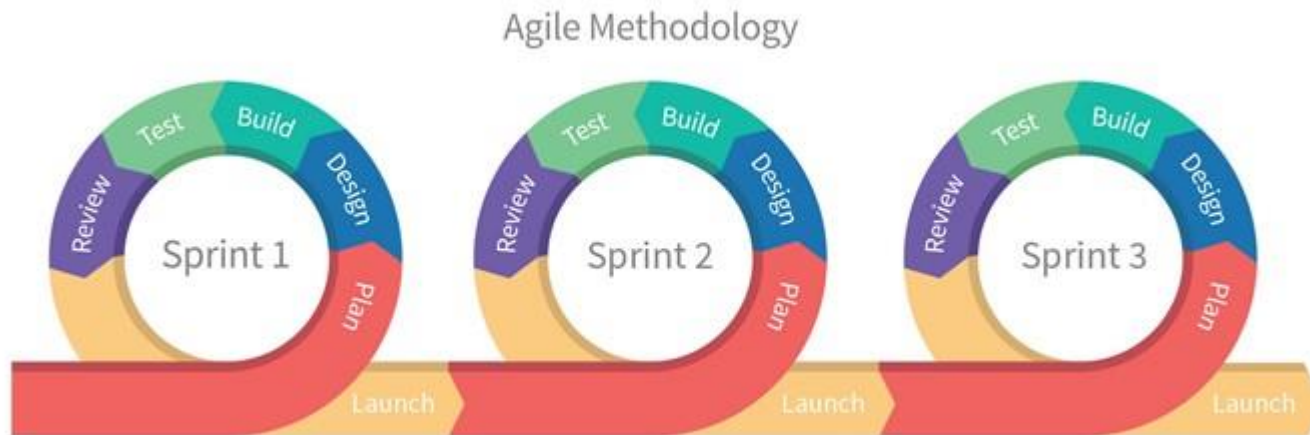 Agile Methodology
Sprint 1
Plan
Design
Build
Test
Review
Launch
Sprint 2
Plan
Design
Build
Test
Review
Launch
Sprint 3
Plan
Design
Build
Test
Review
Launch